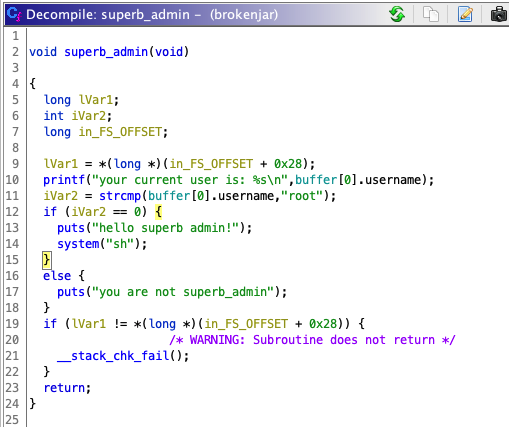 Decompile: superb_admin – (brokenjar)
1
2 void superb_admin(void)
3
4 {
5 long lVar1;
6 int iVar2;
7 long in_FS_OFFSET;
8
9 lVar1 = *(long *)(in_FS_OFFSET + 0x28);
10 printf("your current user is: %s\n",buffer[0].username);
11 iVar2 = strcmp(buffer[0].username,"root");
12 if (iVar2 == 0) {
13 puts("hello superb admin!");
14 system("sh");
15 }
16 else {
17 puts("you are not superb_admin");
18 }
19 if (lVar1 != *(long *)(in_FS_OFFSET + 0x28)) {
20 /* WARNING: Subroutine does not return */
21 __stack_chk_fail();
22 }
23 return;
24 }
25